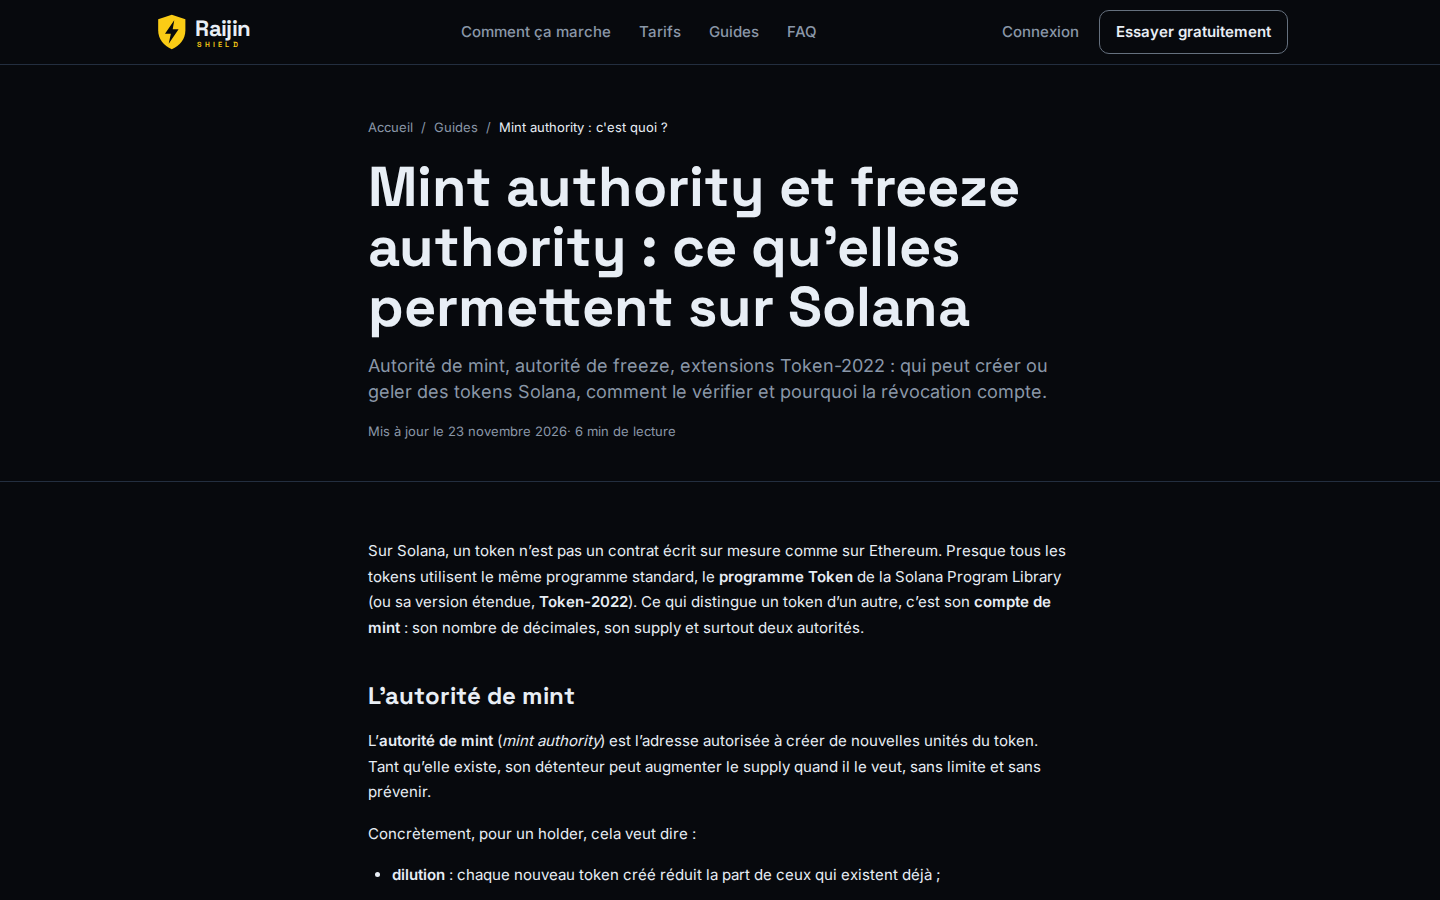 Raijin
SHIELD
Comment ça marche
Tarifs
Guides
FAQ
Connexion
Essayer gratuitement
Accueil / Guides / Mint authority : c'est quoi ?
Mint authority et freeze
authority : ce qu’elles
permettent sur Solana
Autorité de mint, autorité de freeze, extensions Token-2022 : qui peut créer ou
geler des tokens Solana, comment le vérifier et pourquoi la révocation compte.
Mis à jour le 23 novembre 2026· 6 min de lecture
Sur Solana, un token n’est pas un contrat écrit sur mesure comme sur Ethereum. Presque tous les
tokens utilisent le même programme standard, le programme Token de la Solana Program Library
(ou sa version étendue, Token-2022). Ce qui distingue un token d’un autre, c’est son compte de
mint : son nombre de décimales, son supply et surtout deux autorités.
L’autorité de mint
L’autorité de mint (mint authority) est l’adresse autorisée à créer de nouvelles unités du token.
Tant qu’elle existe, son détenteur peut augmenter le supply quand il le veut, sans limite et sans
prévenir.
Concrètement, pour un holder, cela veut dire :
• dilution : chaque nouveau token créé réduit la part de ceux qui existent déjà ;